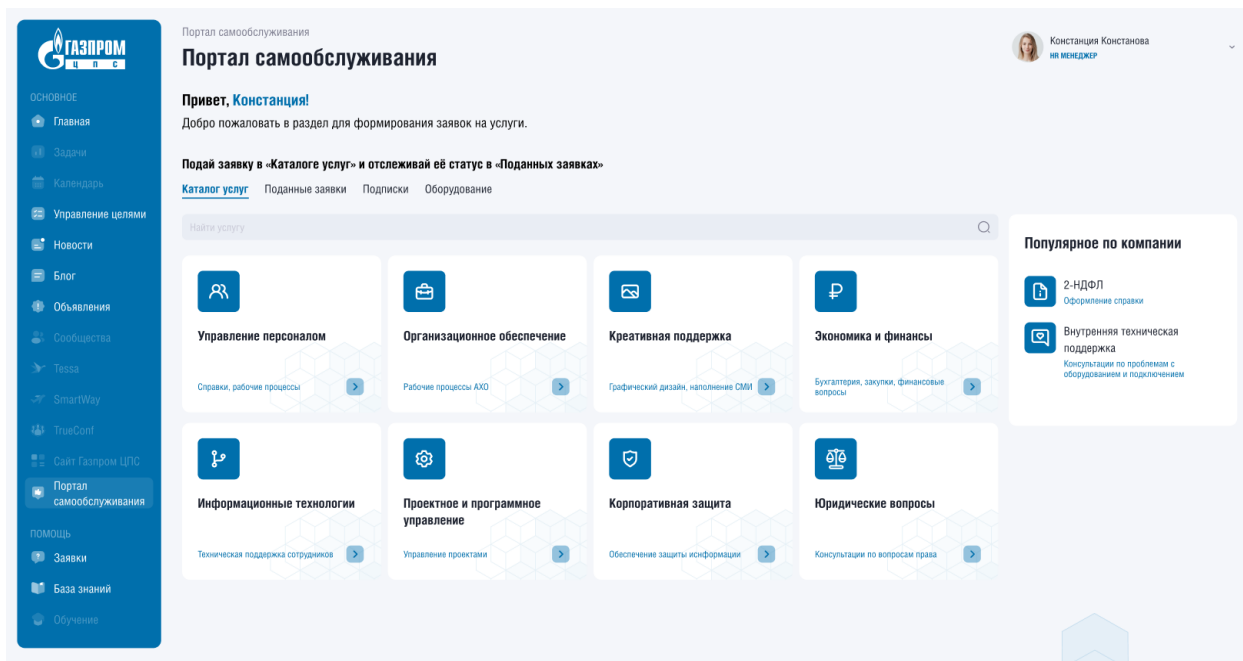 ГАЗПРОМ
ЦПС
ОСНОВНОЕ
Главная
Задачи
Календарь
Управление целями
Новости
Блог
Объявления
Сообщества
Tessa
SmartWay
TrueConf
Сайт Газпром ЦПС
Портал
самообслуживания
ПОМОЩЬ
Заявки
База знаний
Обучение
Портал самообслуживания
Портал самообслуживания
Констанция Константинова
HR МЕНЕДЖЕР
Привет, Констанция!
Добро пожаловать в раздел для формирования заявок на услуги.
Подай заявку в «Каталоге услуг» и отслеживай её статус в «Поданных заявках»
Каталог услуг Поданные заявки Подписки Оборудование
Найти услугу
Управление персоналом
Справки, рабочие процессы
Организационное обеспечение
Рабочие процессы АХО
Креативная поддержка
Графический дизайн, наполнение СМИ
Экономика и финансы
Бухгалтерия, закупки, финансовые
вопросы
Информационные технологии
Техническая поддержка сотрудников
Проектное и программное
управление
Управление проектами
Корпоративная защита
Обеспечение защиты иснформации
Юридические вопросы
Консультации по вопросам права
Популярное по компании
2-НДФЛ
Оформление справки
Внутренняя техническая
поддержка
Консультации по проблемам с
оборудованием и подключением